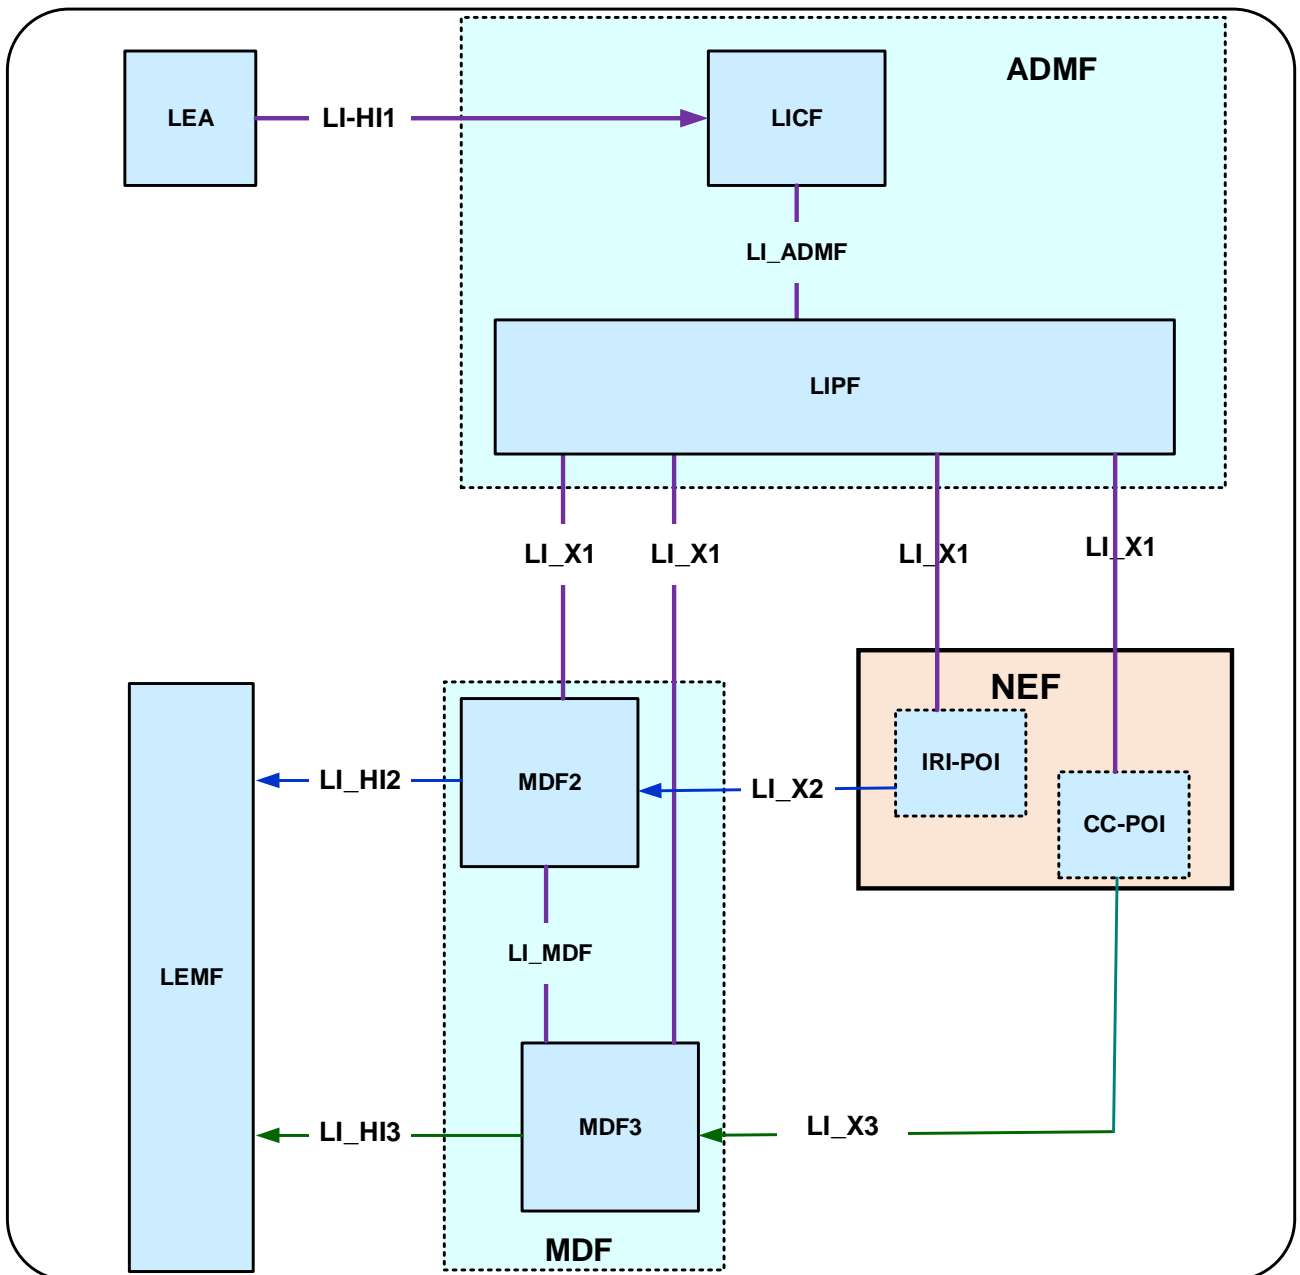 ADMF
LEA
LI-HI1
LICF
LI_ADMF
LIPF
LI_X1
LI_X1
LI_X1
LI_X1
NEF
IRI-POI
LI_HI2
MDF2
LI_X2
CC-POI
LI_MDF
LEMF
LI_HI3
MDF3
LI_X3
MDF